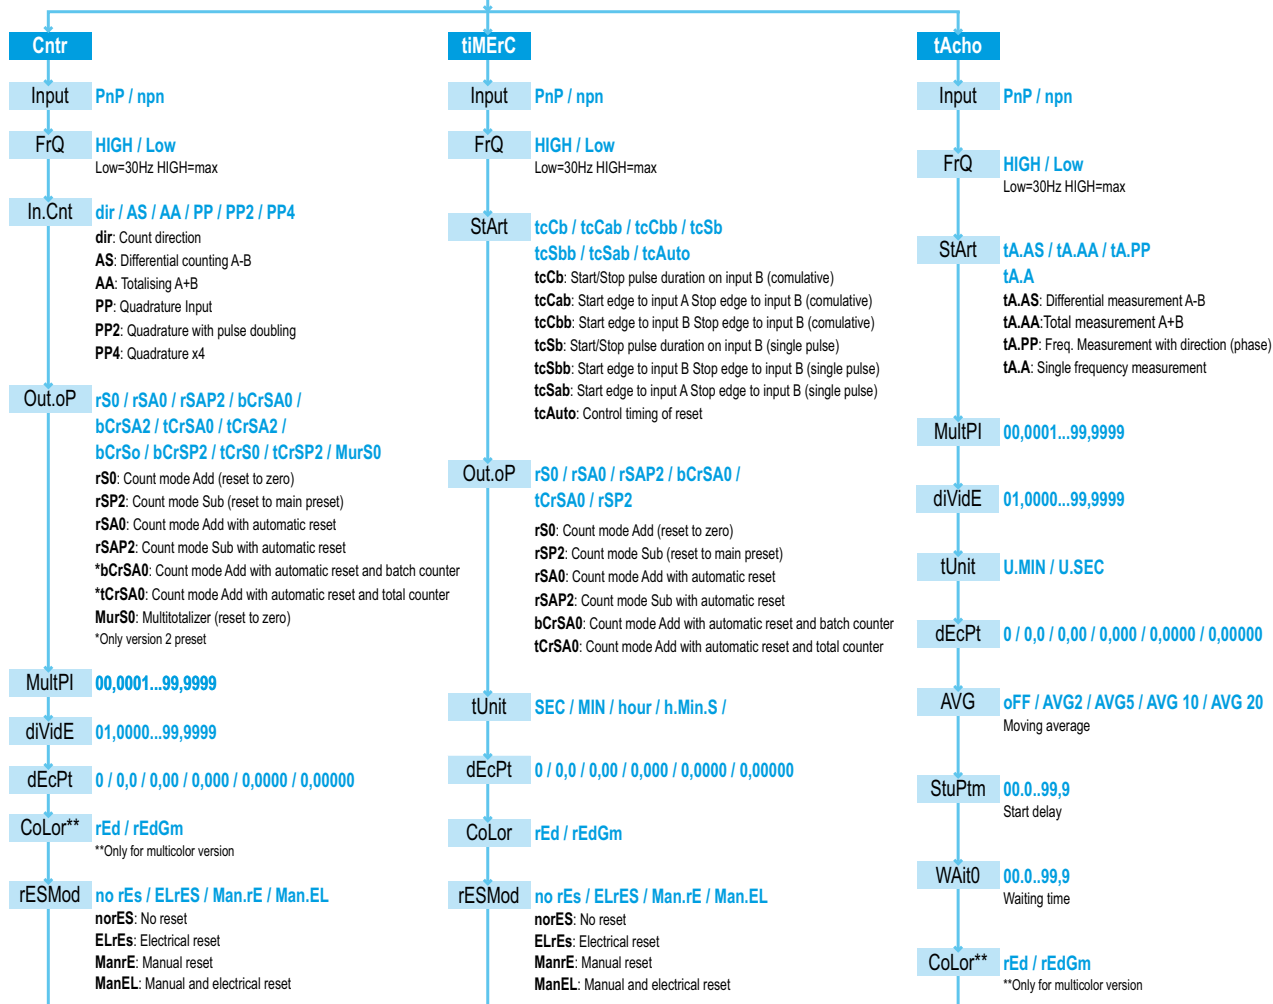 Cntr
Input PnP / npn
FrQ HIGH / Low
Low=30Hz HIGH=max
In.Cnt dir / AS / AA / PP / PP2 / PP4
dir: Count direction
AS: Differential counting A-B
AA: Totalising A+B
PP: Quadrature Input
PP2: Quadrature with pulse doubling
PP4: Quadrature x4
Out.oP rS0 / rSA0 / rSAP2 / bCrSA0 /
bCrSA2 / tCrSA0 / tCrSA2 /
bCrSo / bCrSP2 / tCrS0 / tCrSP2 / MurS0
rS0: Count mode Add (reset to zero)
rSP2: Count mode Sub (reset to main preset)
rSA0: Count mode Add with automatic reset
rSAP2: Count mode Sub with automatic reset
*bCrSA0: Count mode Add with automatic reset and batch counter
*tCrSA0: Count mode Add with automatic reset and total counter
MurS0: Multitotalizer (reset to zero)
*Only version 2 preset
MultPl 00,0001...99,9999
diVidE 01,0000...99,9999
dEcPt 0 / 0,0 / 0,00 / 0,000 / 0,0000 / 0,00000
CoLor** rEd / rEdGm
**Only for multicolor version
rESMod no rEs / ELrES / Man.rE / Man.EL
norES: No reset
ELrEs: Electrical reset
ManrE: Manual reset
ManEL: Manual and electrical reset
tiMErC
Input PnP / npn
FrQ HIGH / Low
Low=30Hz HIGH=max
StArt tcCb / tcCab / tcCbb / tcSb
tcSbb / tcSab / tcAuto
tcCb: Start/Stop pulse duration on input B (comulative)
tcCab: Start edge to input A Stop edge to input B (comulative)
tcCbb: Start edge to input B Stop edge to input B (comulative)
tcSb: Start/Stop pulse duration on input B (single pulse)
tcSbb: Start edge to input B Stop edge to input B (single pulse)
tcSab: Start edge to input A Stop edge to input B (single pulse)
tcAuto: Control timing of reset
Out.oP rS0 / rSA0 / rSAP2 / bCrSA0 /
tCrSA0 / rSP2
rS0: Count mode Add (reset to zero)
rSP2: Count mode Sub (reset to main preset)
rSA0: Count mode Add with automatic reset
rSAP2: Count mode Sub with automatic reset
bCrSA0: Count mode Add with automatic reset and batch counter
tCrSA0: Count mode Add with automatic reset and total counter
tUnit SEC / MIN / hour / h.Min.S /
dEcPt 0 / 0,0 / 0,00 / 0,000 / 0,0000 / 0,00000
CoLor rEd / rEdGm
rESMod no rEs / ELrES / Man.rE / Man.EL
norES: No reset
ELrEs: Electrical reset
ManrE: Manual reset
ManEL: Manual and electrical reset
tAcho
Input PnP / npn
FrQ HIGH / Low
Low=30Hz HIGH=max
StArt tA.AS / tA.AA / tA.PP
tA.A
tA.AS: Differential measurement A-B
tA.AA:Total measurement A+B
tA.PP: Freq. Measurement with direction (phase)
tA.A: Single frequency measurement
MultPl 00,0001...99,9999
diVidE 01,0000...99,9999
tUnit U.MIN / U.SEC
dEcPt 0 / 0,0 / 0,00 / 0,000 / 0,0000 / 0,00000
AVG oFF / AVG2 / AVG5 / AVG 10 / AVG 20
Moving average
StuPtm 00.0..99,9
Start delay
WAit0 00.0..99,9
Waiting time
CoLor** rEd / rEdGm
**Only for multicolor version